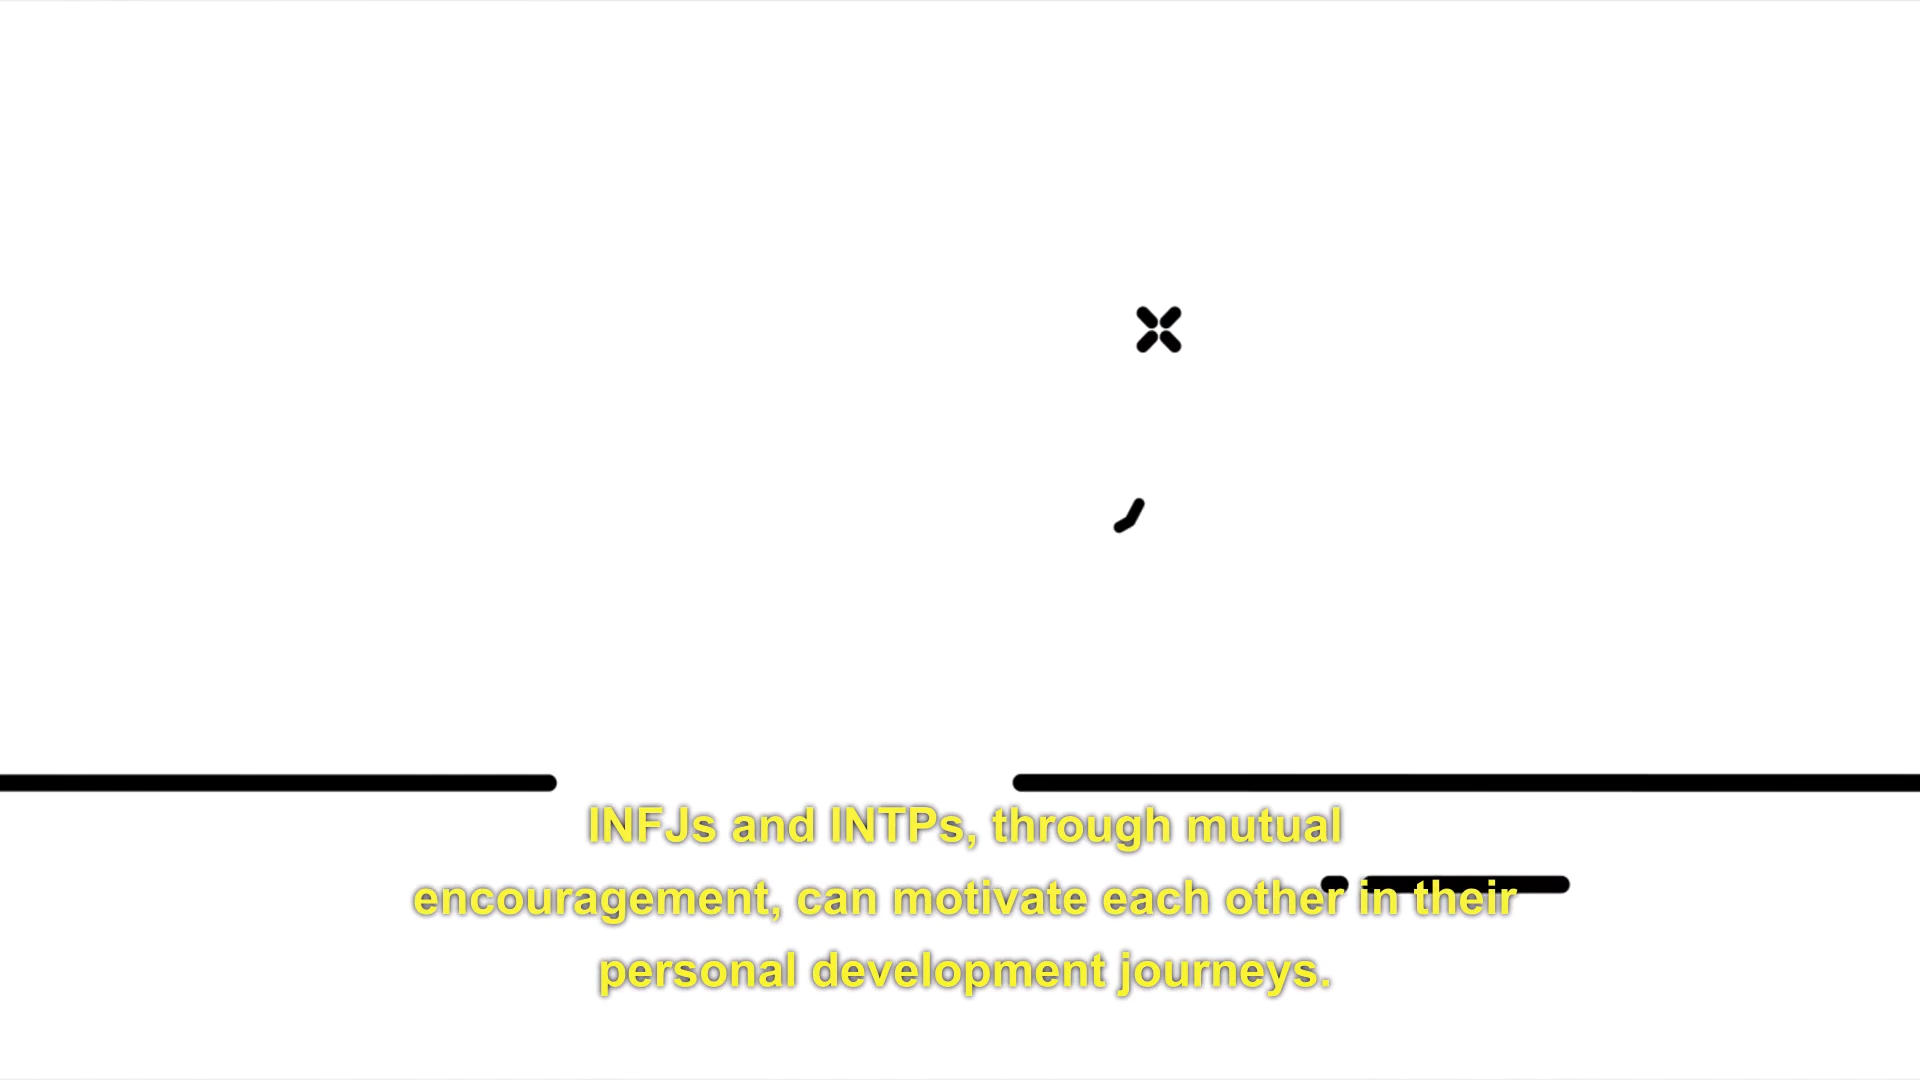 INFJs and INTPs, through mutual
encouragement, can motivate each other in their
personal development journeys.